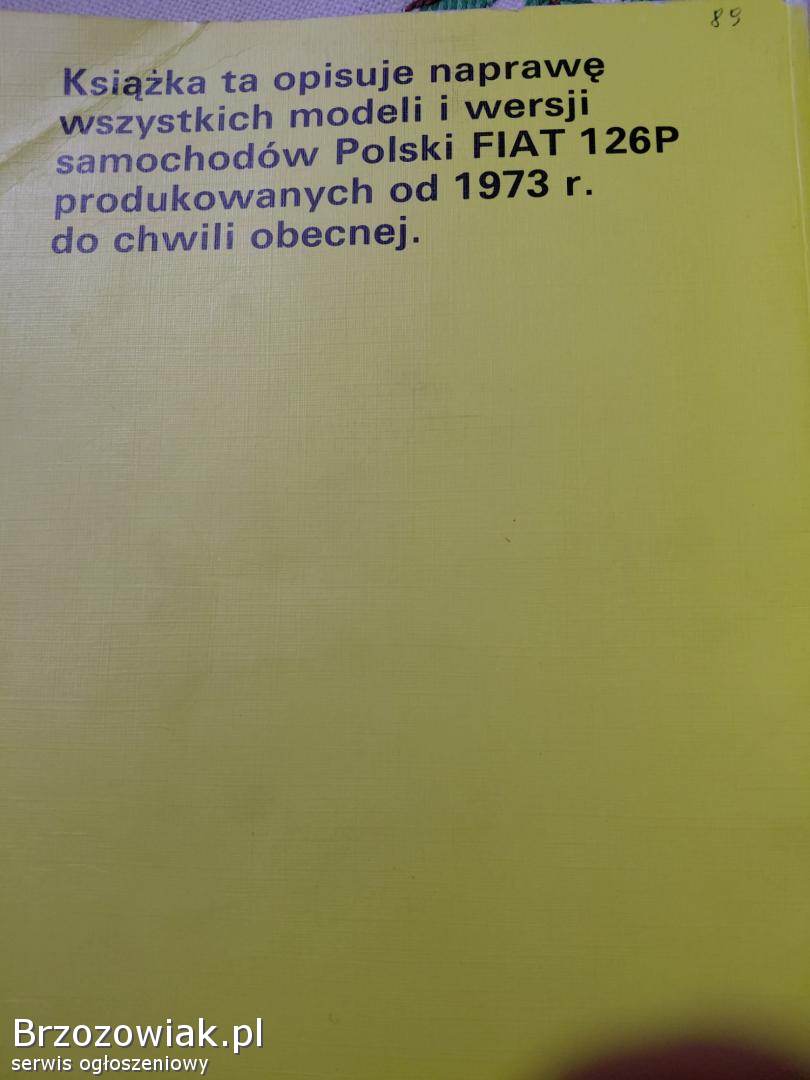 89
Książka ta opisuje naprawę
wszystkich modeli i wersji
samochodów Polski FIAT 126P
produkowanych od 1973 r.
do chwili obecnej.
Brzozowiak.pl
serwis ogłoszeniowy